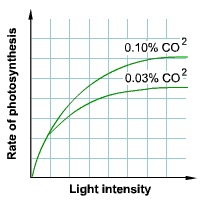 Rate of photosynthesis
0.10% CO²
0.03% CO²
Light intensity